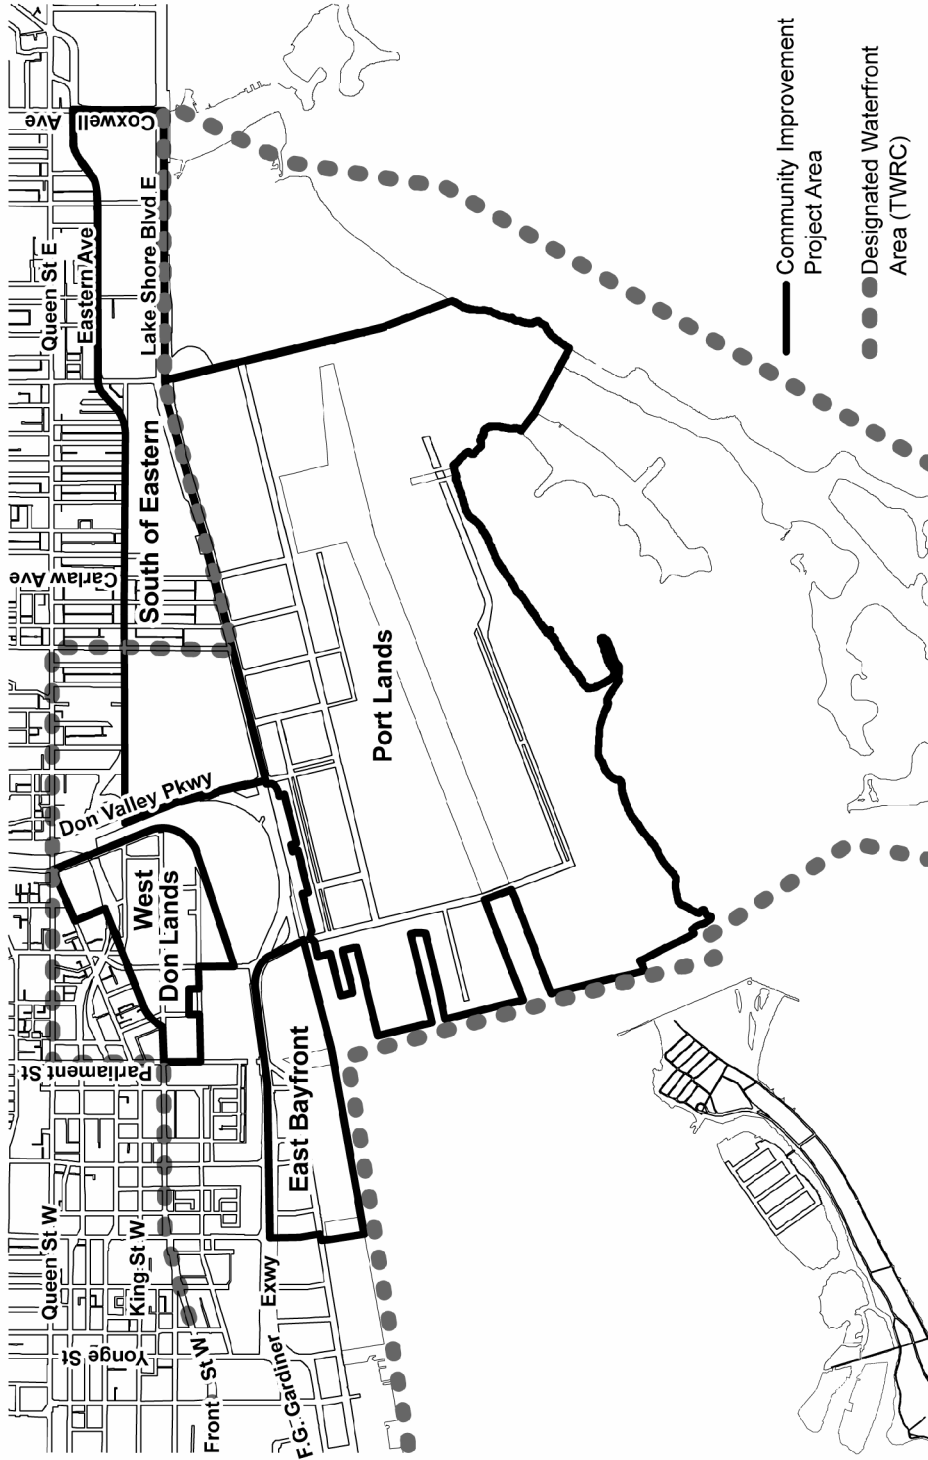 Queen St W
King St W
Yonge St
Front St W
F.G. Gardiner
Exwy
Parliament St
East Bayfront
West
Don Lands
Don Valley Pkwy
Port Lands
South of Eastern
Carlaw Ave
Queen St E
Eastern Ave
Lake Shore Blvd E
Coxwell
Ave
Community Improvement
Project Area
Designated Waterfront
Area (TWRC)